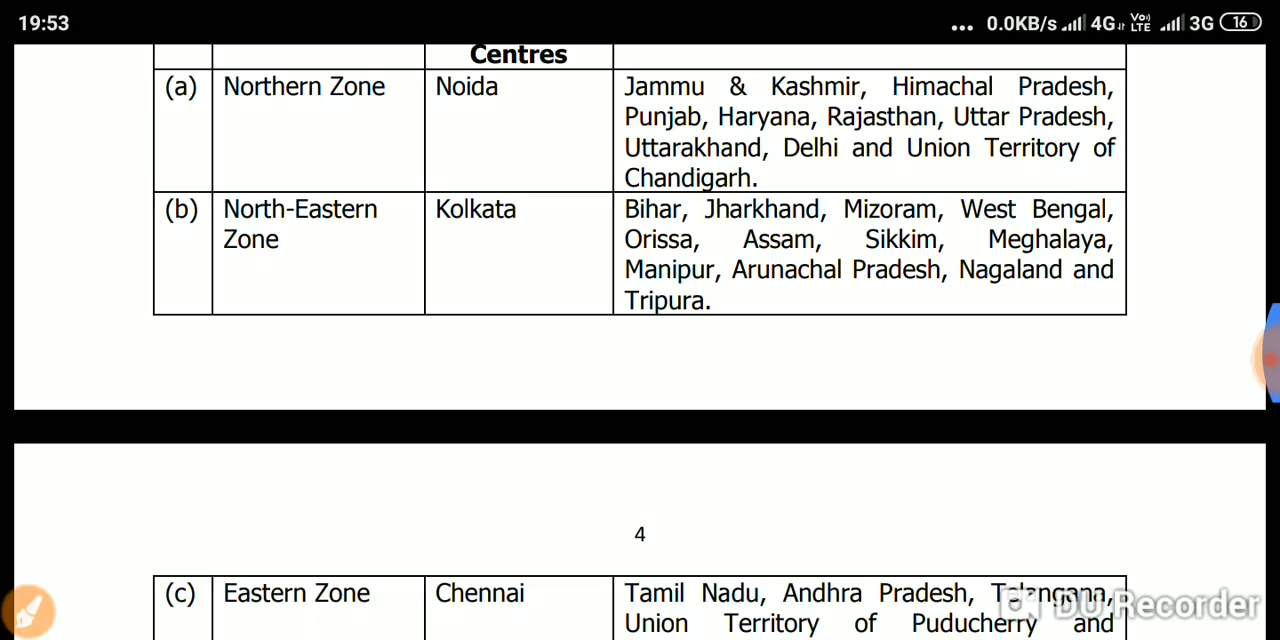 19:53
... 0.0KB/s 4G Vo) LTE 3G 16
Centres
(a) Northern Zone Noida Jammu & Kashmir, Himachal Pradesh,
Punjab, Haryana, Rajasthan, Uttar Pradesh,
Uttarakhand, Delhi and Union Territory of
Chandigarh.
(b) North-Eastern Kolkata Bihar, Jharkhand, Mizoram, West Bengal,
Zone Orissa, Assam, Sikkim, Meghalaya,
Manipur, Arunachal Pradesh, Nagaland and
Tripura.
4
(c) Eastern Zone Chennai Tamil Nadu, Andhra Pradesh, Telangana,
Union Territory of Puducherry and
DU Recorder